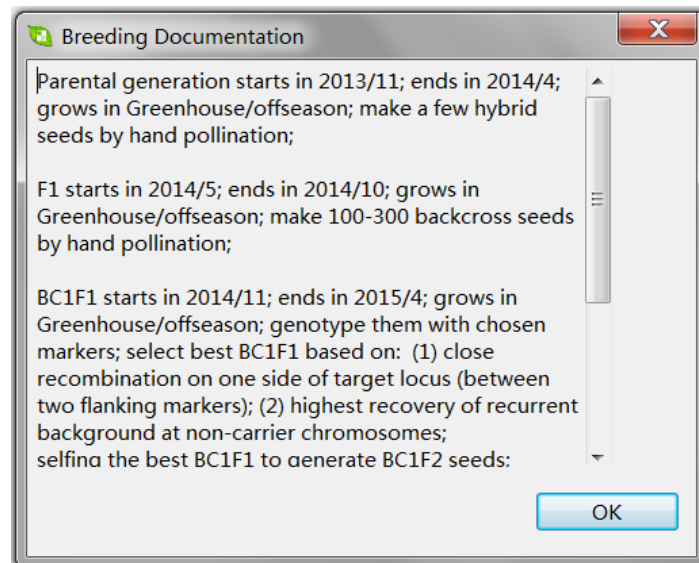 Breeding Documentation
Parental generation starts in 2013/11; ends in 2014/4;
grows in Greenhouse/offseason; make a few hybrid
seeds by hand pollination;
F1 starts in 2014/5; ends in 2014/10; grows in
Greenhouse/offseason; make 100-300 backcross seeds
by hand pollination;
BC1F1 starts in 2014/11; ends in 2015/4; grows in
Greenhouse/offseason; genotype them with chosen
markers; select best BC1F1 based on:  (1) close
recombination on one side of target locus (between
two flanking markers); (2) highest recovery of recurrent
background at non-carrier chromosomes;
selfing the best BC1F1 to generate BC1F2 seeds;
OK